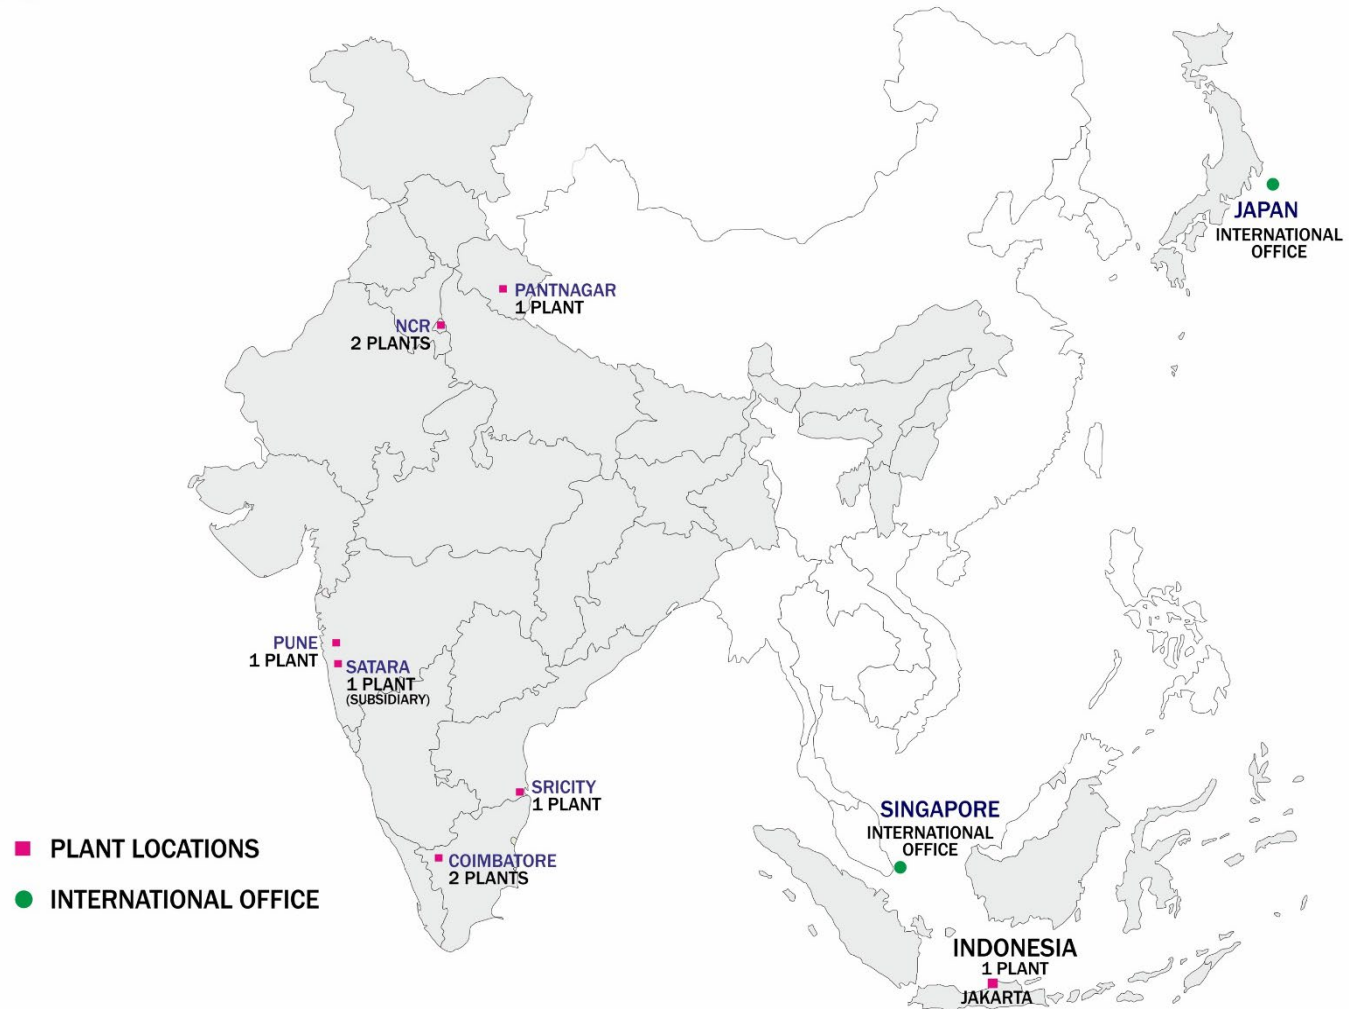 JAPAN
INTERNATIONAL
OFFICE
PANTNAGAR
1 PLANT
NCR
2 PLANTS
PUNE
1 PLANT
SATARA
1 PLANT
(SUBSIDIARY)
SRICITY
1 PLANT
SINGAPORE
INTERNATIONAL
OFFICE
COIMBATORE
2 PLANTS
PLANT LOCATIONS
INTERNATIONAL OFFICE
INDONESIA
1 PLANT
JAKARTA